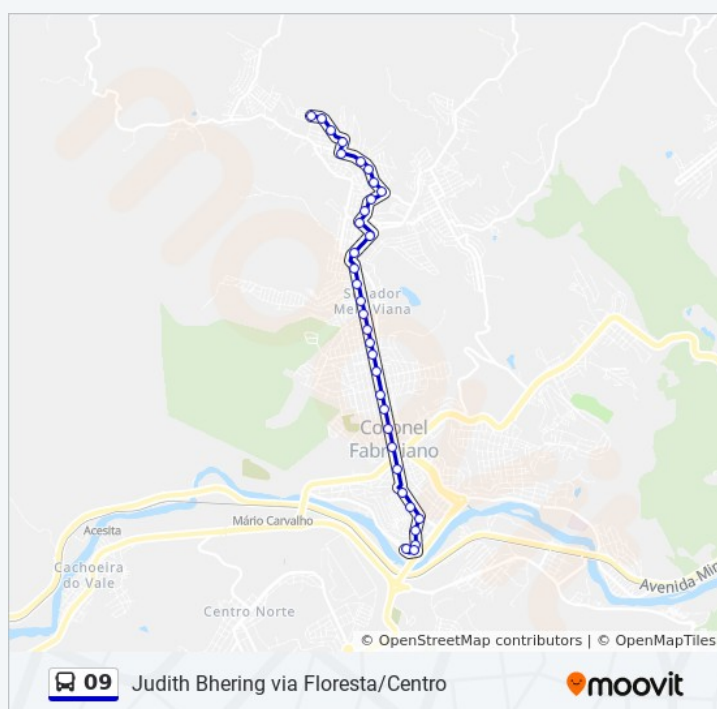 Senador
Melo Viana
Coronel
Fabriciano
Mário Carvalho
Acesita
Cachoeira
do Vale
Avenida Min
Centro Norte
© OpenStreetMap contributors | © OpenMapTiles
09 Judith Bhering via Floresta/Centro moovit